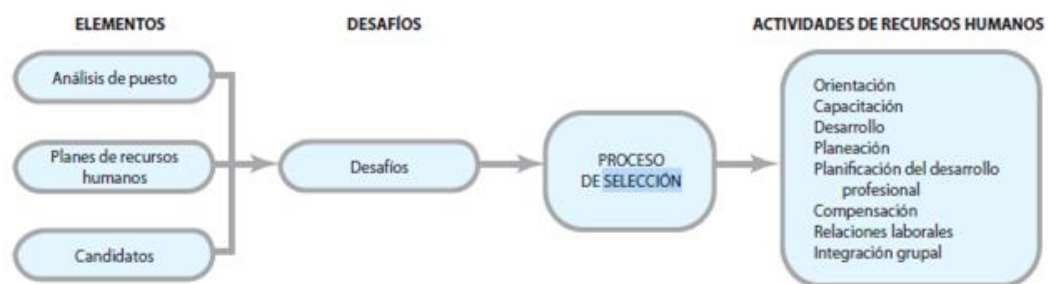 ELEMENTOS
DESAFÍOS
ACTIVIDADES DE RECURSOS HUMANOS
Análisis de puesto
Planes de recursos
humanos
Candidatos
Desafíos
PROCESO
DE SELECCIÓN
Orientación
Capacitación
Desarrollo
Planeación
Planificación del desarrollo
profesional
Compensación
Relaciones laborales
Integración grupal